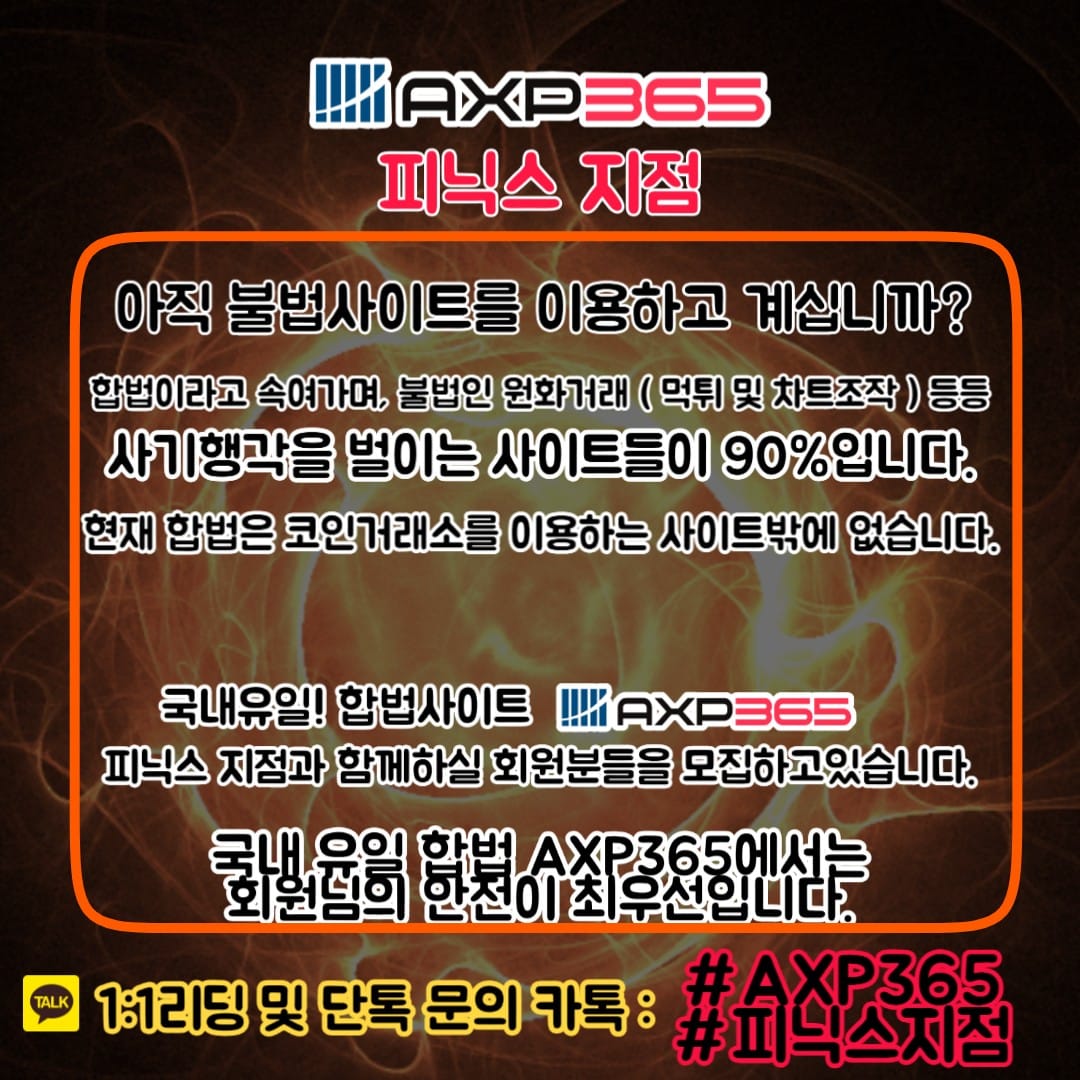 AXP365
피닉스 지점
아직 불법사이트를 이용하고 계십니까?
합법이라고 속여가며, 불법인 원화거래 ( 먹튀 및 차트조작 ) 등등
사기행각을 벌이는 사이트들이 90%입니다.
현재 합법은 코인거래소를 이용하는 사이트밖에 없습니다.
국내유일! 합법사이트 AXP365
피닉스 지점과 함께하실 회원분들을 모집하고있습니다.
국내 유일 합법 AXP365에서는
회원님의 안전이 최우선입니다.
TALK 1:1리딩 및 단톡 문의 카톡 :
#AXP365
#피닉스지점